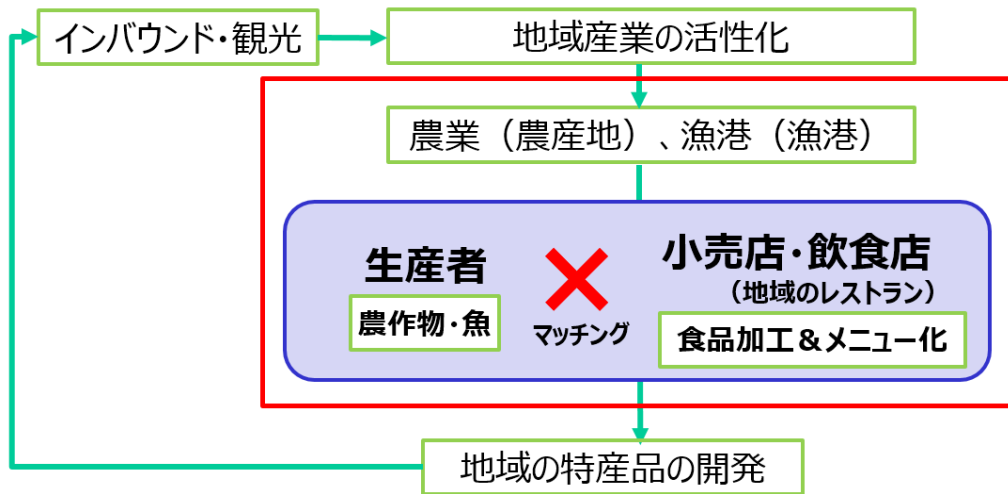 インバウンド・観光
地域産業の活性化
農業（農産地）、漁港（漁港）
生産者
農作物・魚
マッチング
小売店・飲食店
（地域のレストラン）
食品加工＆メニュー化
地域の特産品の開発